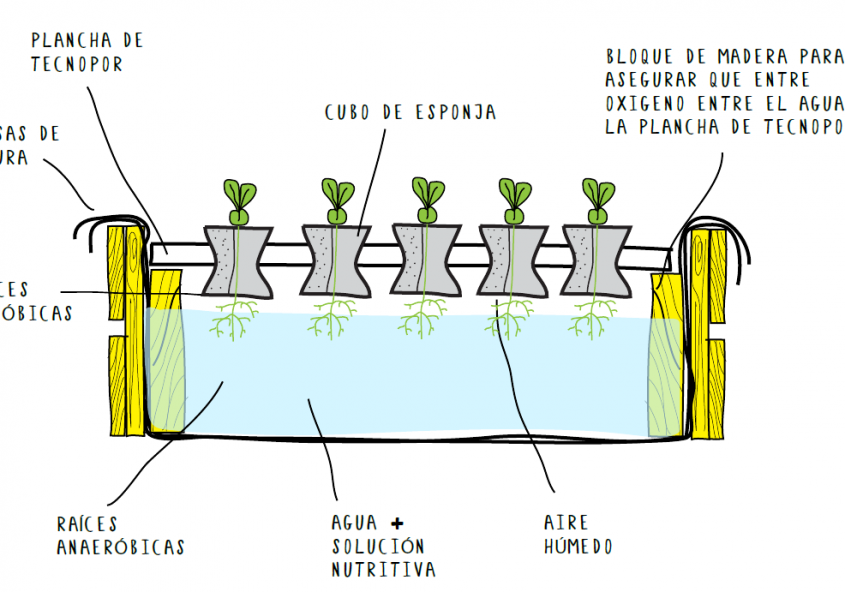 PLANCHA DE
TECNOPOR
BLOQUE DE MADERA PARA
ASEGURAR QUE ENTRE
OXIGENO ENTRE EL AGUA
LA PLANCHA DE TECNOPO
CUBO DE ESPONJA
SAS DE
URA
CES
ÓBICAS
RAÍCES
ANAERÓBICAS
AGUA +
SOLUCIÓN
NUTRITIVA
AIRE
HÚMEDO